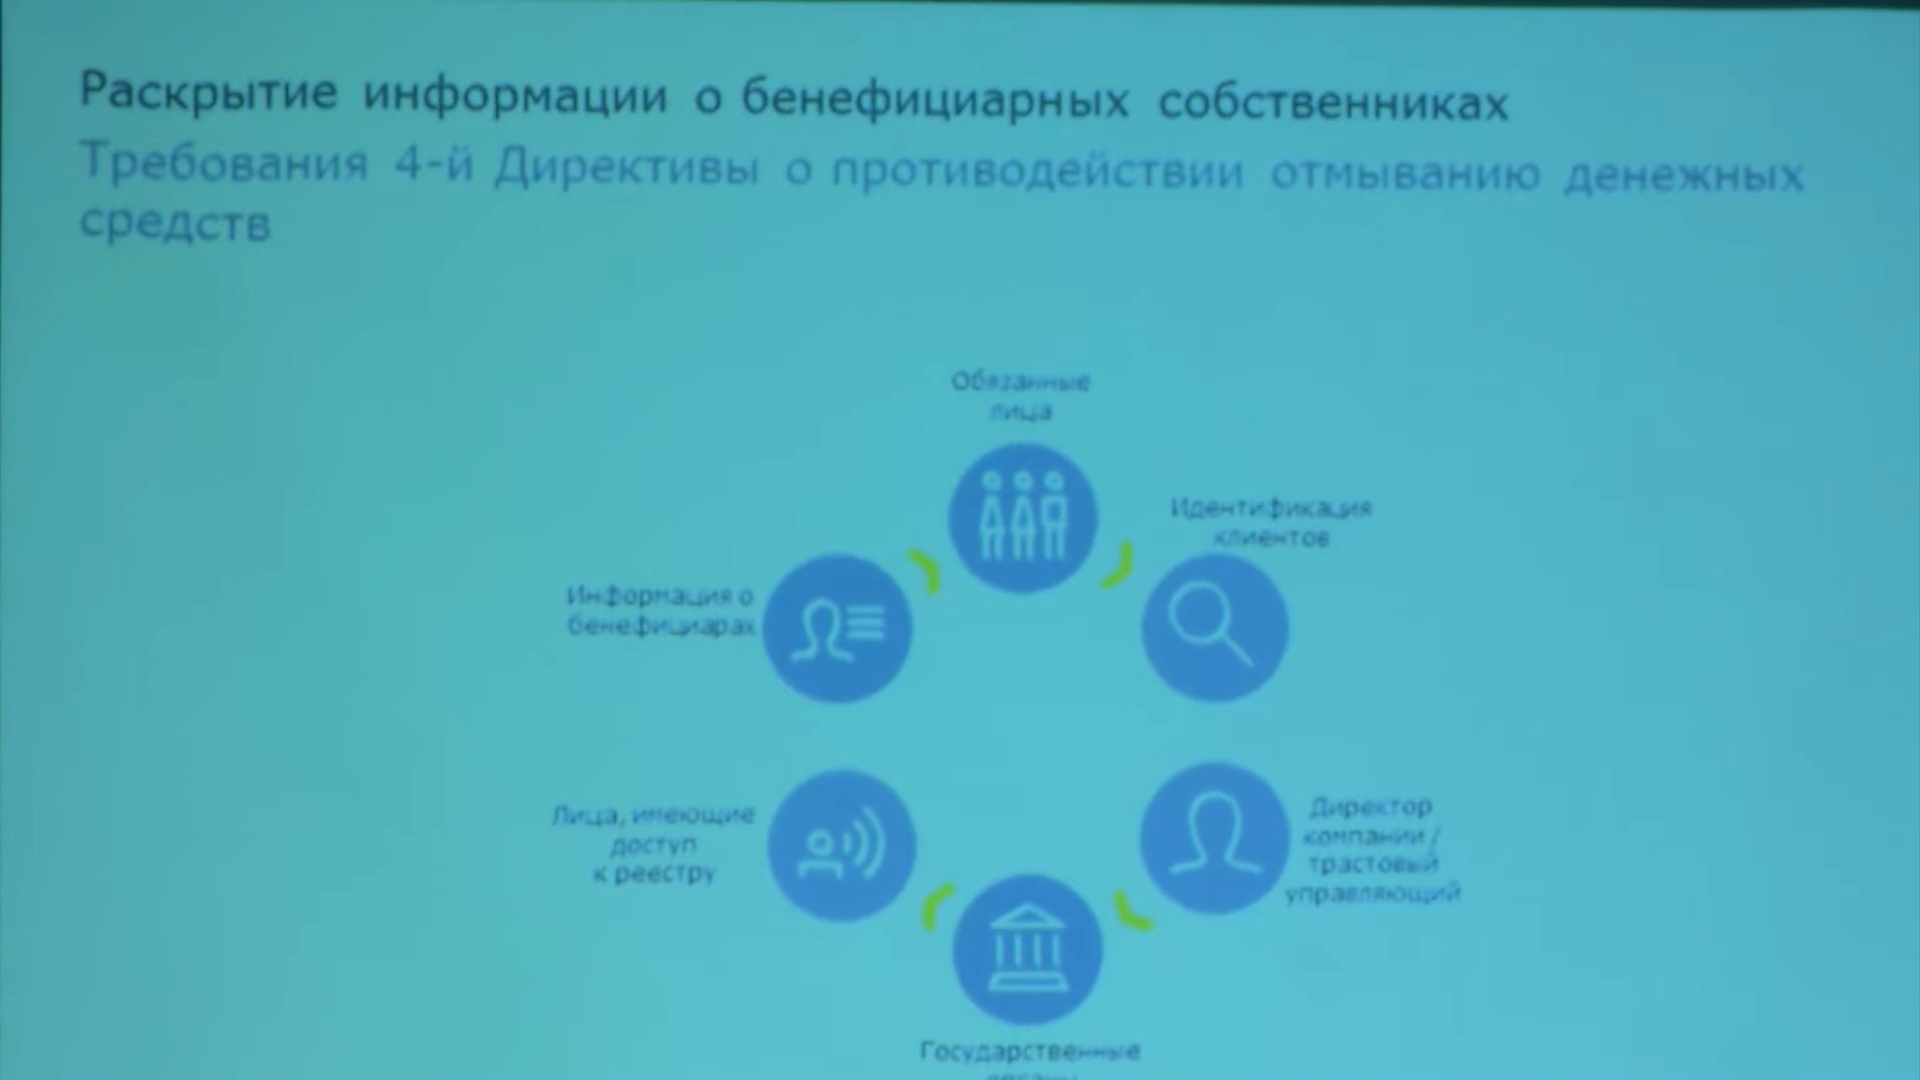 Раскрытие информации о бенефициарных собственниках
Требования 4-й Директивы о противодействии отмыванию денежных
средств
Обязанные
лица
Идентификация
клиентов
Информация о
бенефициарах
Лица, имеющие
доступ
к реестру
Директор
компании /
трастовый
управляющий
Государственные